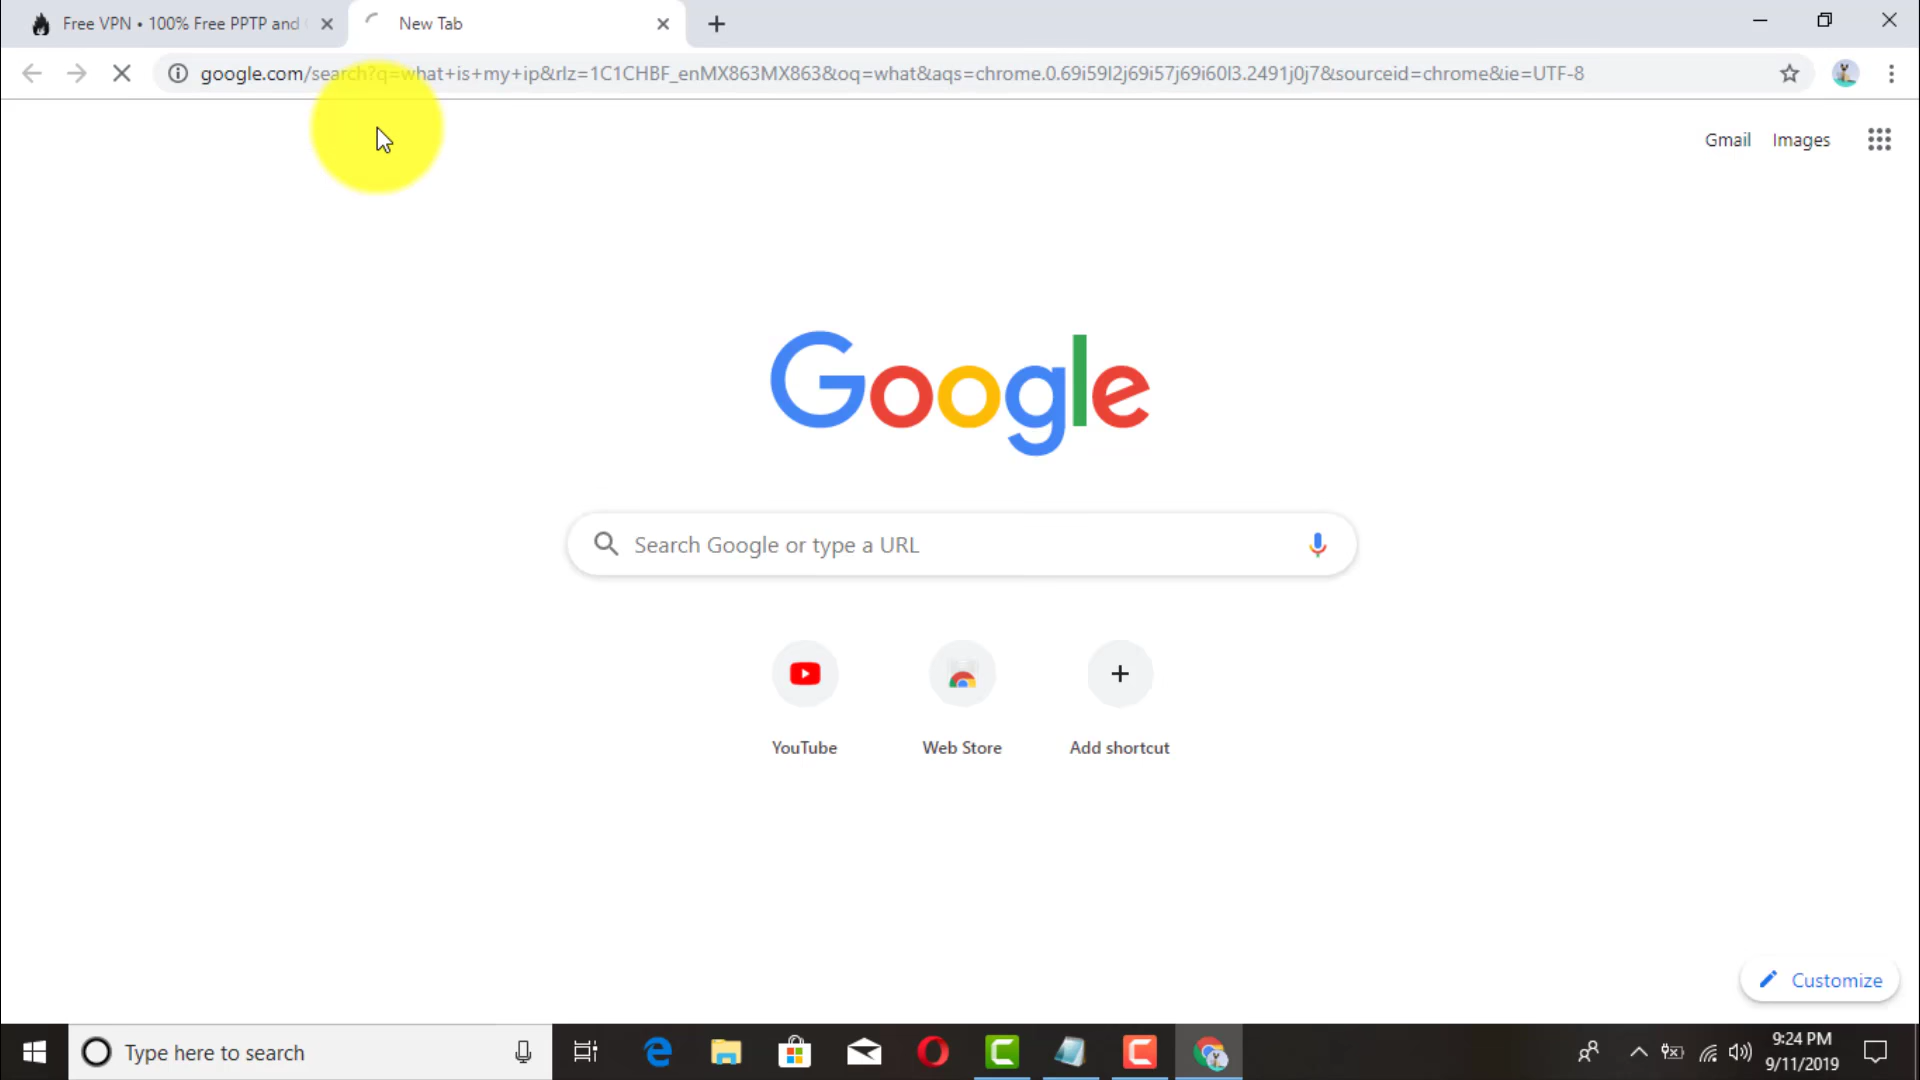 Free VPN • 100% Free PPTP and
New Tab
google.com/search?q=what+is+my+ip&rlz=1C1CHBF_enMX863MX863&oq=what&aqs=chrome.0.69i59l2j69i57j69i60l3.2491j0j7&sourceid=chrome&ie=UTF-8
Gmail Images
Google
Search Google or type a URL
YouTube Web Store Add shortcut
Customize
Type here to search
9:24 PM
9/11/2019